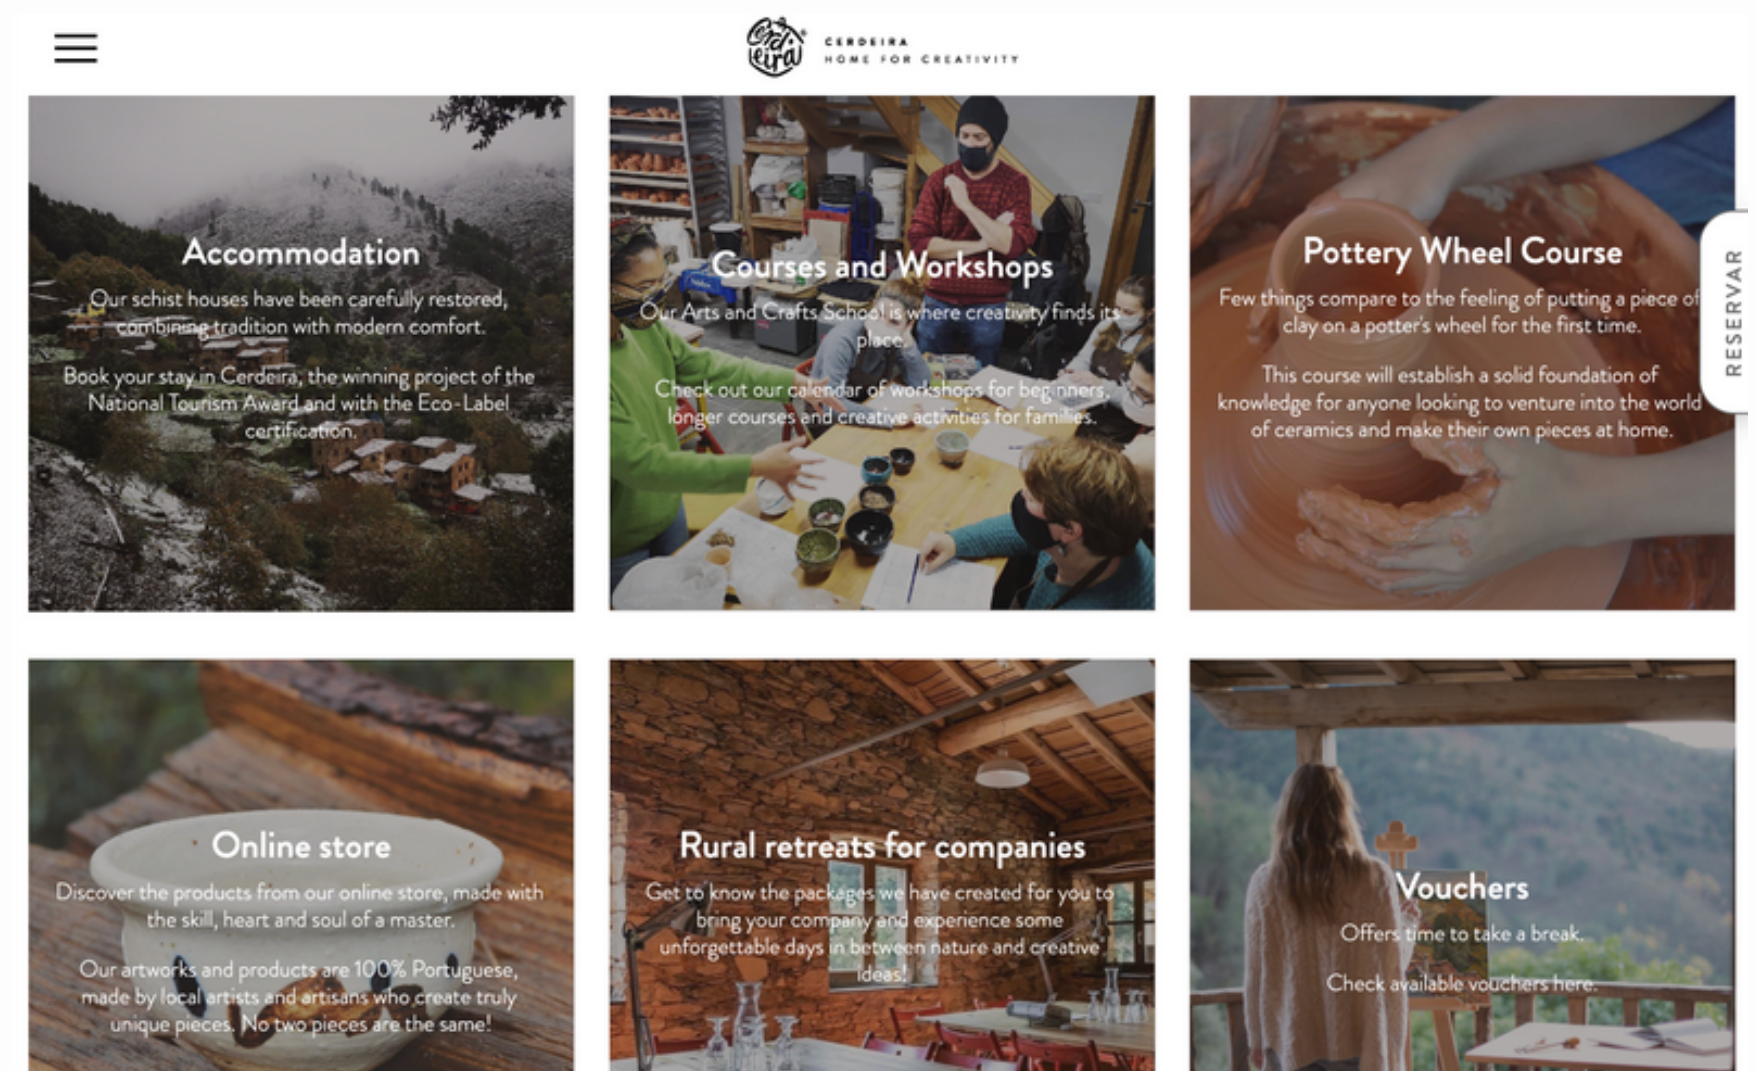 Cerdeira
CERDEIRA
HOME FOR CREATIVITY
Accommodation
Our schist houses have been carefully restored,
combining tradition with modern comfort.
Book your stay in Cerdeira, the winning project of the
National Tourism Award and with the Eco-Label
certification.
Courses and Workshops
Our Arts and Crafts School is where creativity finds its
place.
Check out our calendar of workshops for beginners,
longer courses and creative activities for families.
Pottery Wheel Course
Few things compare to the feeling of putting a piece of
clay on a potter's wheel for the first time.
This course will establish a solid foundation of
knowledge for anyone looking to venture into the world
of ceramics and make their own pieces at home.
RESERVAR
Online store
Discover the products from our online store, made with
the skill, heart and soul of a master.
Our artworks and products are 100% Portuguese,
made by local artists and artisans who create truly
unique pieces. No two pieces are the same!
Rural retreats for companies
Get to know the packages we have created for you to
bring your company and experience some
unforgettable days in between nature and creative
ideas!
Vouchers
Offers time to take a break.
Check available vouchers here.